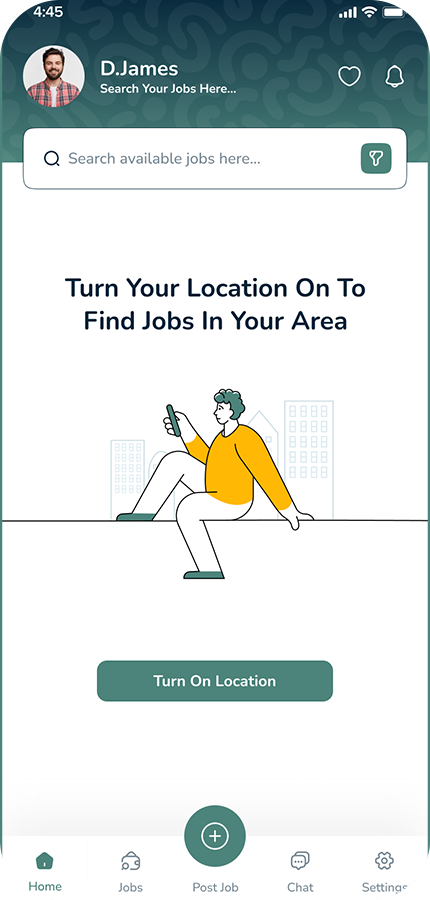 4:45
D.James
Search Your Jobs Here...
Search available jobs here...
Turn Your Location On To
Find Jobs In Your Area
Turn On Location
Home
Jobs
Post Job
Chat
Settings